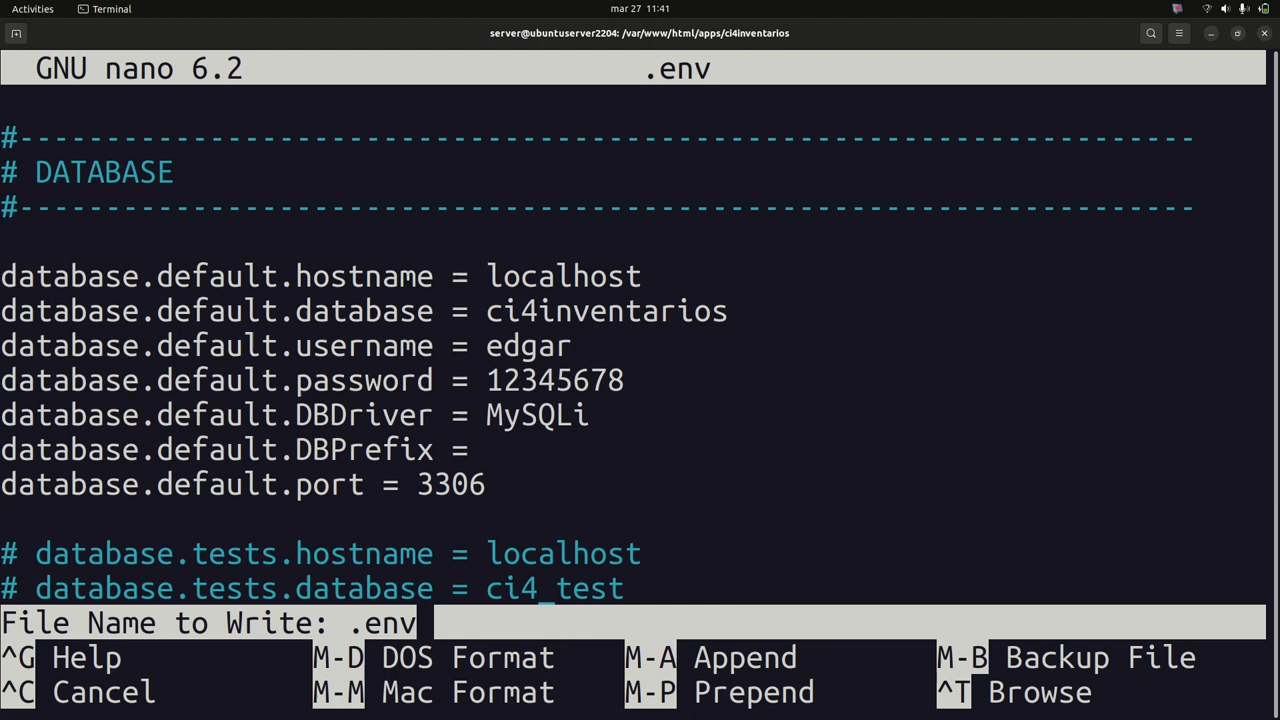 Activities Terminal mar 27 11:41
server@ubuntuserver2204: /var/www/html/apps/ci4inventarios
GNU nano 6.2 .env
#--------------------------------------------------------------------
# DATABASE
#--------------------------------------------------------------------
database.default.hostname = localhost
database.default.database = ci4inventarios
database.default.username = edgar
database.default.password = 12345678
database.default.DBDriver = MySQLi
database.default.DBPrefix =
database.default.port = 3306
# database.tests.hostname = localhost
# database.tests.database = ci4_test
File Name to Write: .env
^G Help M-D DOS Format M-A Append M-B Backup File
^C Cancel M-M Mac Format M-P Prepend ^T Browse